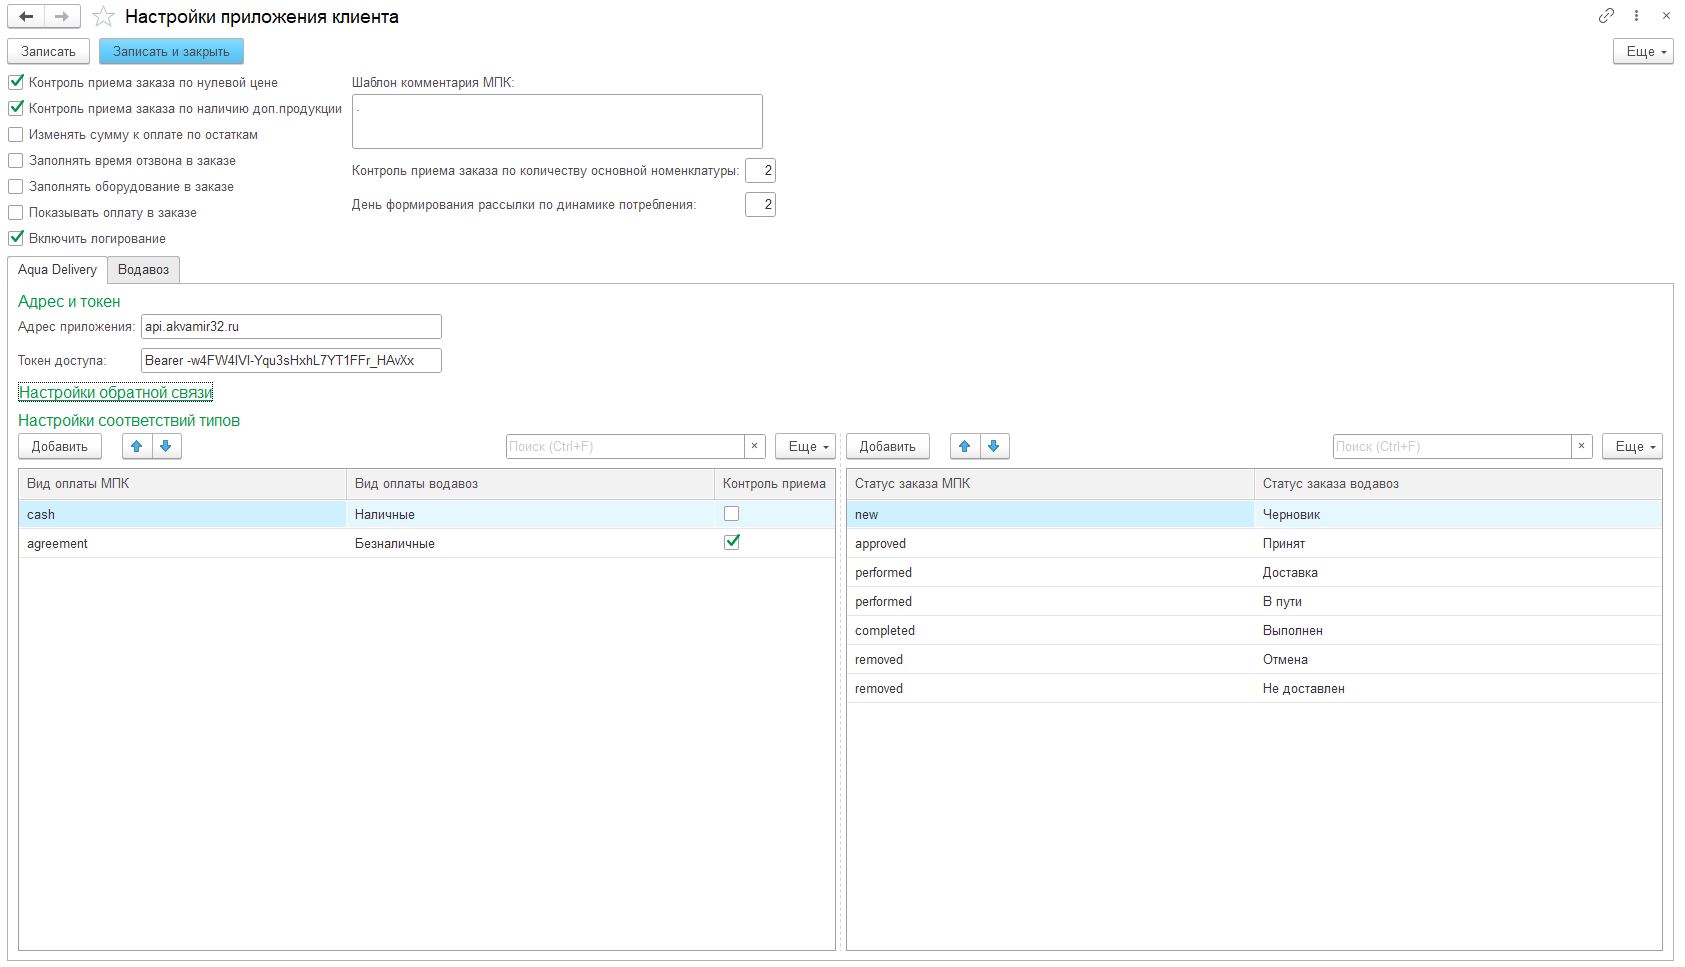 Настройки приложения клиента
Записать
Записать и закрыть
Еще
Контроль приема заказа по нулевой цене
Контроль приема заказа по наличию доп.продукции
Изменять сумму к оплате по остаткам
Заполнять время отзвона в заказе
Заполнять оборудование в заказе
Показывать оплату в заказе
Включить логирование
Шаблон комментария МПК:
.
Контроль приема заказа по количеству основной номенклатуры: 2
День формирования рассылки по динамике потребления: 2
Aqua Delivery
Водавоз
Адрес и токен
Адрес приложения: api.akvamir32.ru
Токен доступа: Bearer -w4FW4IVI-Yqu3sHxhL7YT1FFr_HAvXx
Настройки обратной связи
Настройки соответствий типов
Добавить
Поиск (Ctrl+F)
×
Еще
Вид оплаты МПК Вид оплаты водавоз Контроль приема
cash Наличные
agreement Безналичные
Добавить
Поиск (Ctrl+F)
×
Еще
Статус заказа МПК Статус заказа водавоз
new Черновик
approved Принят
performed Доставка
performed В пути
completed Выполнен
removed Отмена
removed Не доставлен